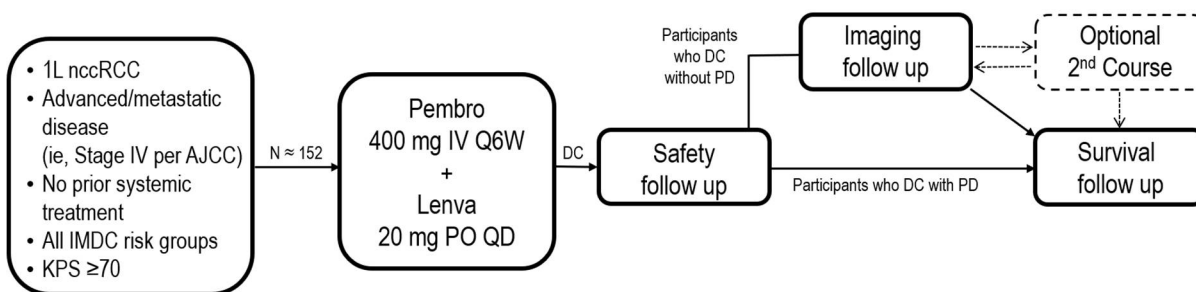 • 1L nccRCC
• Advanced/metastatic
disease
(ie, Stage IV per AJCC)
• No prior systemic
treatment
• All IMDC risk groups
• KPS ≥70
N ≈ 152
Pembro
400 mg IV Q6W
+
Lenva
20 mg PO QD
DC
Safety
follow up
Participants
who DC
without PD
Imaging
follow up
Optional
2nd Course
Participants who DC with PD
Survival
follow up